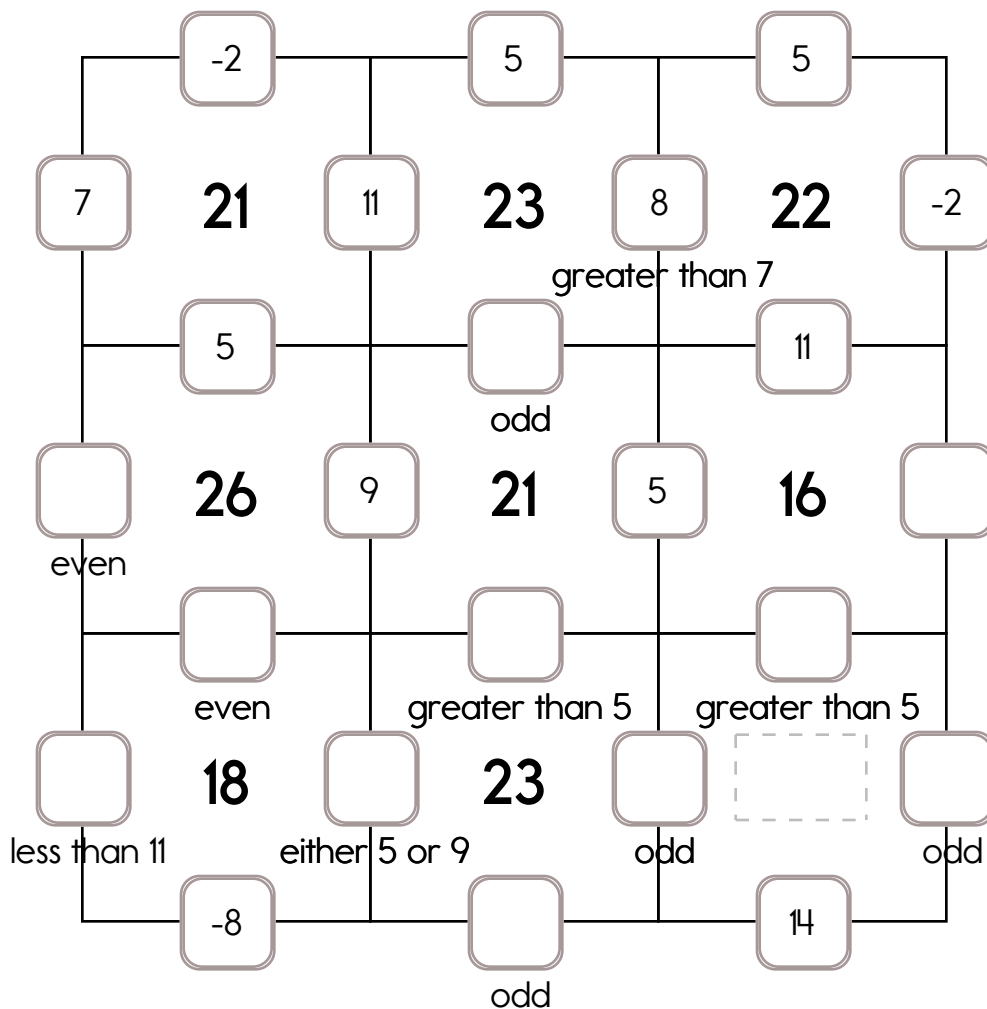 -2 5 5
7 21 11 23 8 22 -2
greater than 7
5 11
odd
26 9 21 5 16
even
even greater than 5 greater than 5
18 23
less than 11 either 5 or 9 odd odd
-8 14
odd